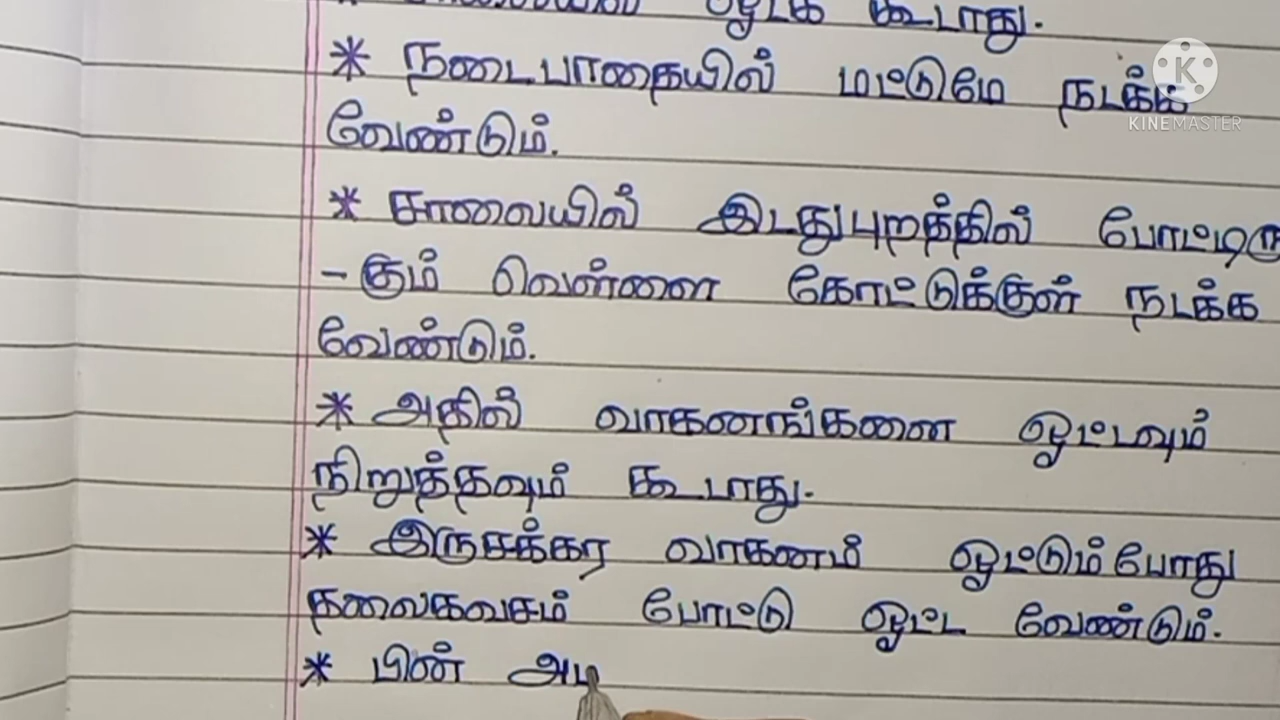 * சாலையில் ஓடக் கூடாது.
* நடைபாதையில் மட்டுமே நடக்க
வேண்டும்.
* சாலையில் இடதுபுறத்தில் போட்டிரு
- கும் வெள்ளை கோட்டுக்குள் நடக்க
வேண்டும்.
* அதில் வாகனங்களை ஓட்டவும்
நிறுத்தவும் கூடாது.
* இருசக்கர வாகனம் ஓட்டும்போது
தலைகவசம் போட்டு ஓட்ட வேண்டும்.
* பின் அ
K
KINEMASTER